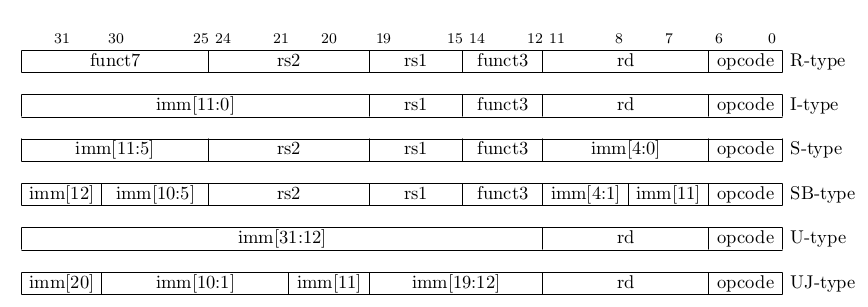 31 30 25 24 21 20 19 15 14 12 11 8 7 6 0
funct7 rs2 rs1 funct3 rd opcode R-type
imm[11:0] rs1 funct3 rd opcode I-type
imm[11:5] rs2 rs1 funct3 imm[4:0] opcode S-type
imm[12] imm[10:5] rs2 rs1 funct3 imm[4:1] imm[11] opcode SB-type
imm[31:12] rd opcode U-type
imm[20] imm[10:1] imm[11] imm[19:12] rd opcode UJ-type